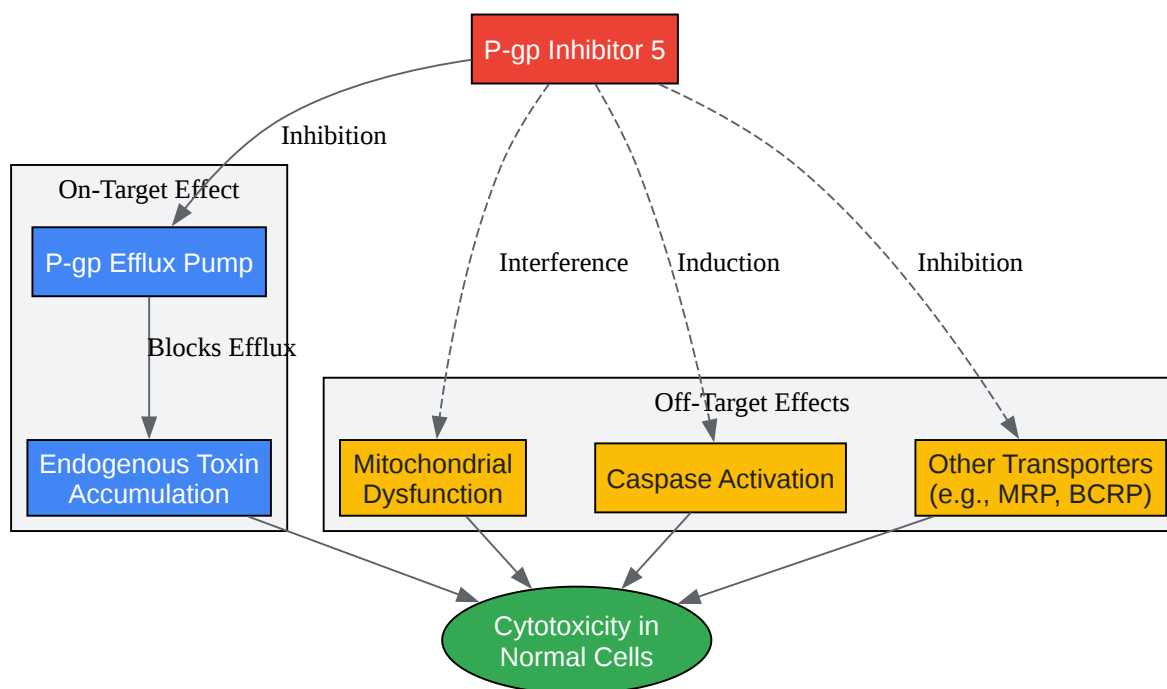 P-gp Inhibitor 5
Inhibition
On-Target Effect
P-gp Efflux Pump
Interference
Induction
Inhibition
Blocks Efflux
Off-Target Effects
Endogenous Toxin
Accumulation
Mitochondrial
Dysfunction
Caspase Activation
Other Transporters
(e.g., MRP, BCRP)
Cytotoxicity in
Normal Cells